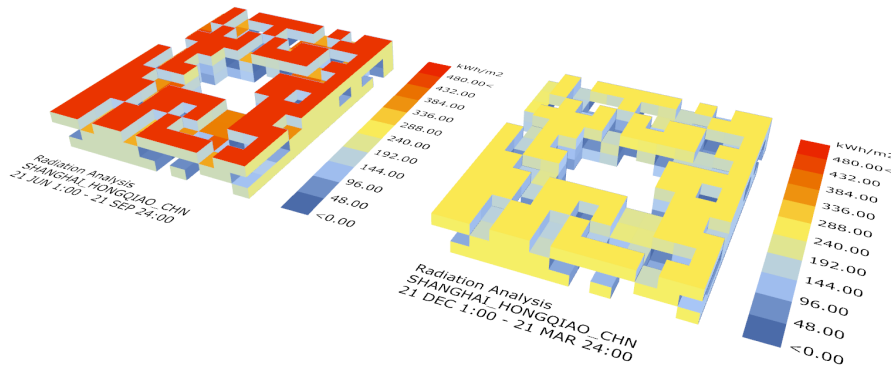 kWh/m2
480.00<
432.00
384.00
336.00
288.00
240.00
192.00
144.00
96.00
48.00
<0.00
Radiation Analysis
SHANGHAI_HONGQIAO_CHN
21 JUN 1:00 - 21 SEP 24:00
kWh/m2
480.00<
432.00
384.00
336.00
288.00
240.00
192.00
144.00
96.00
48.00
<0.00
Radiation Analysis
SHANGHAI_HONGQIAO_CHN
21 DEC 1:00 - 21 MAR 24:00